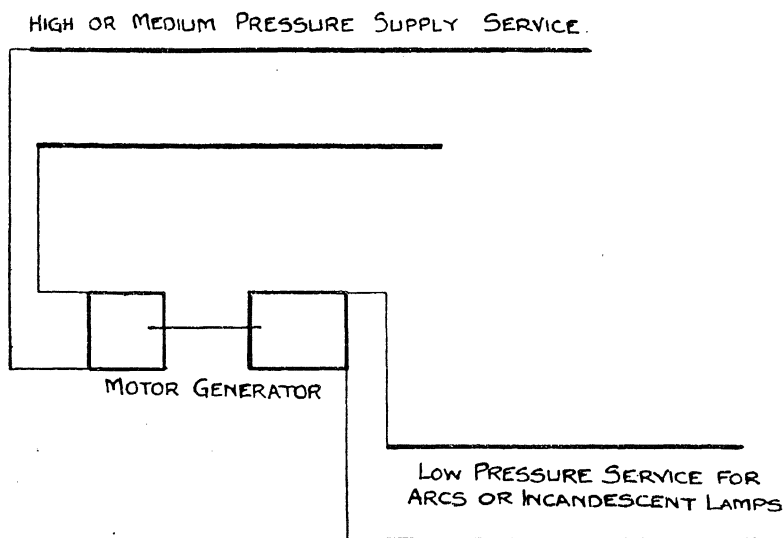 HIGH OR MEDIUM PRESSURE SUPPLY SERVICE.
MOTOR GENERATOR
LOW PRESSURE SERVICE FOR
ARCS OR INCANDESCENT LAMPS